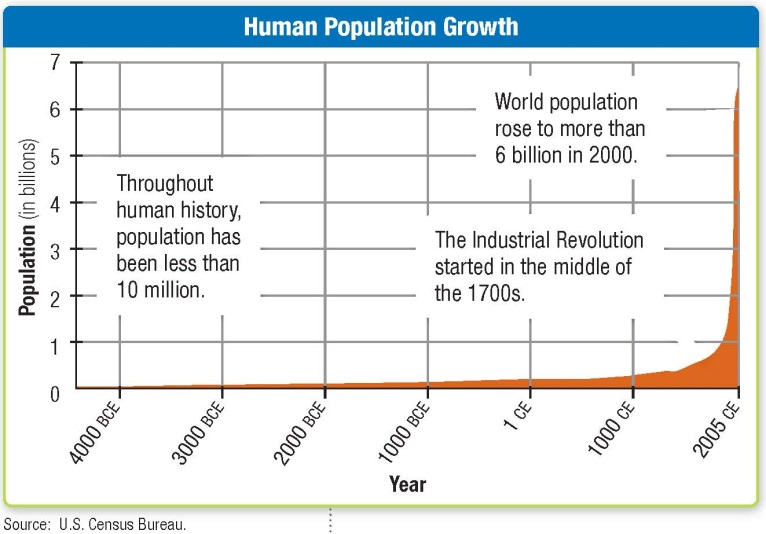 Human Population Growth
7
6
5
4
3
2
1
0
Population (in billions)
Throughout
human history,
population has
been less than
10 million.
World population
rose to more than
6 billion in 2000.
The Industrial Revolution
started in the middle of
the 1700s.
4000 BCE
3000 BCE
2000 BCE
1000 BCE
1 CE
1000 CE
2005 CE
Year
Source: U.S. Census Bureau.